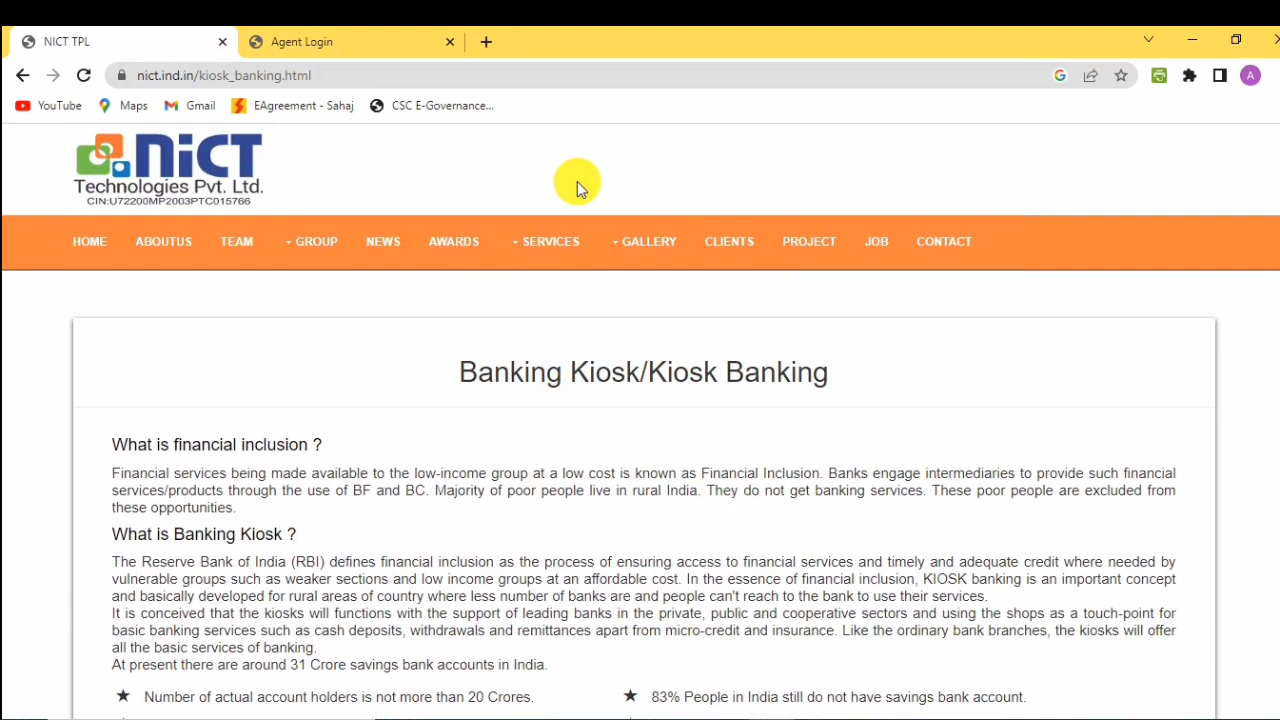 NICT TPL
Agent Login
nict.ind.in/kiosk_banking.html
A
YouTube Maps Gmail EAgreement - Sahaj CSC E-Governance...
NiCT
Technologies Pvt. Ltd.
CIN:U72200MP2003PTC015766
HOME ABOUTUS TEAM GROUP NEWS AWARDS SERVICES GALLERY CLIENTS PROJECT JOB CONTACT
Banking Kiosk/Kiosk Banking
What is financial inclusion ?
Financial services being made available to the low-income group at a low cost is known as Financial Inclusion. Banks engage intermediaries to provide such financial
services/products through the use of BF and BC. Majority of poor people live in rural India. They do not get banking services. These poor people are excluded from
these opportunities.
What is Banking Kiosk ?
The Reserve Bank of India (RBI) defines financial inclusion as the process of ensuring access to financial services and timely and adequate credit where needed by
vulnerable groups such as weaker sections and low income groups at an affordable cost. In the essence of financial inclusion, KIOSK banking is an important concept
and basically developed for rural areas of country where less number of banks are and people can't reach to the bank to use their services.
It is conceived that the kiosks will functions with the support of leading banks in the private, public and cooperative sectors and using the shops as a touch-point for
basic banking services such as cash deposits, withdrawals and remittances apart from micro-credit and insurance. Like the ordinary bank branches, the kiosks will offer
all the basic services of banking.
At present there are around 31 Crore savings bank accounts in India.
★ Number of actual account holders is not more than 20 Crores.
★ 83% People in India still do not have savings bank account.